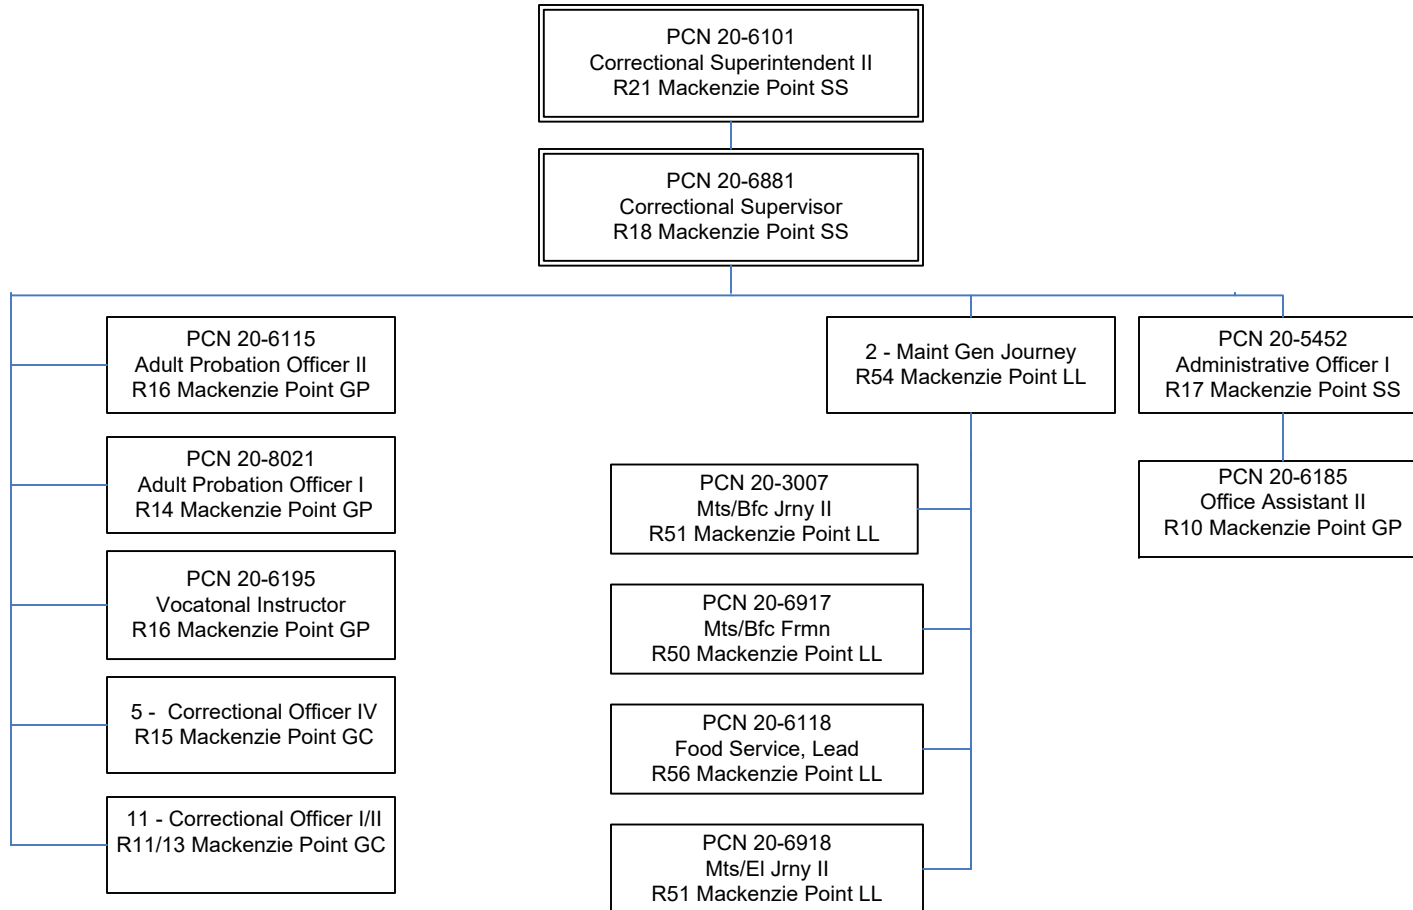 PCN 20-6101
Correctional Superintendent II
R21 Mackenzie Point SS
PCN 20-6881
Correctional Supervisor
R18 Mackenzie Point SS
PCN 20-6115
Adult Probation Officer II
R16 Mackenzie Point GP
PCN 20-8021
Adult Probation Officer I
R14 Mackenzie Point GP
PCN 20-6195
Vocatonal Instructor
R16 Mackenzie Point GP
5 -  Correctional Officer IV
R15 Mackenzie Point GC
11 - Correctional Officer I/II
R11/13 Mackenzie Point GC
2 - Maint Gen Journey
R54 Mackenzie Point LL
PCN 20-3007
Mts/Bfc Jrny II
R51 Mackenzie Point LL
PCN 20-6917
Mts/Bfc Frmn
R50 Mackenzie Point LL
PCN 20-6118
Food Service, Lead
R56 Mackenzie Point LL
PCN 20-6918
Mts/El Jrny II
R51 Mackenzie Point LL
PCN 20-5452
Administrative Officer I
R17 Mackenzie Point SS
PCN 20-6185
Office Assistant II
R10 Mackenzie Point GP